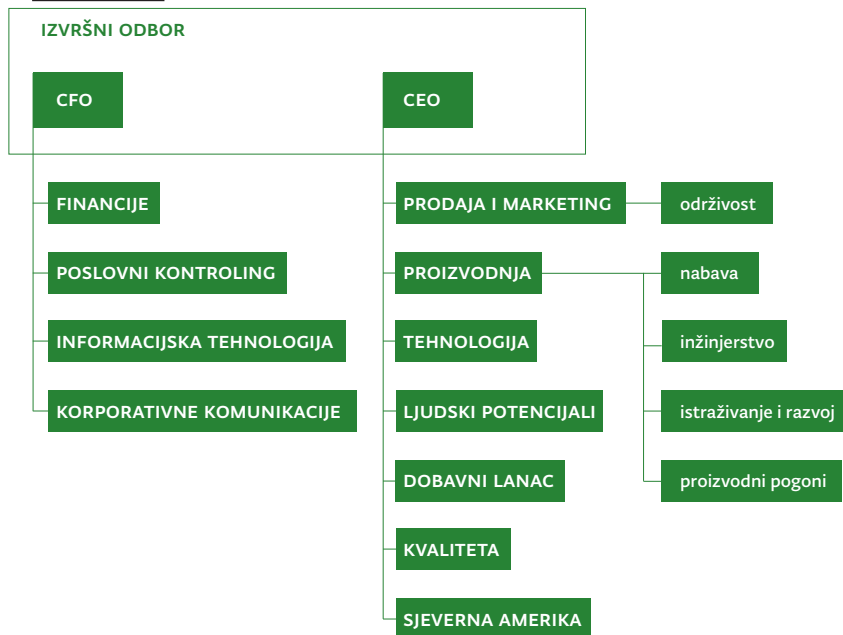 IZVRŠNI ODBOR
CFO
CEO
FINANCIJE
POSLOVNI KONTROLING
INFORMACIJSKA TEHNOLOGIJA
KORPORATIVNE KOMUNIKACIJE
PRODAJA I MARKETING
održivost
PROIZVODNJA
nabava
inžinjerstvo
istraživanje i razvoj
proizvodni pogoni
TEHNOLOGIJA
LJUDSKI POTENCIJALI
DOBAVNI LANAC
KVALITETA
SJEVERNA AMERIKA